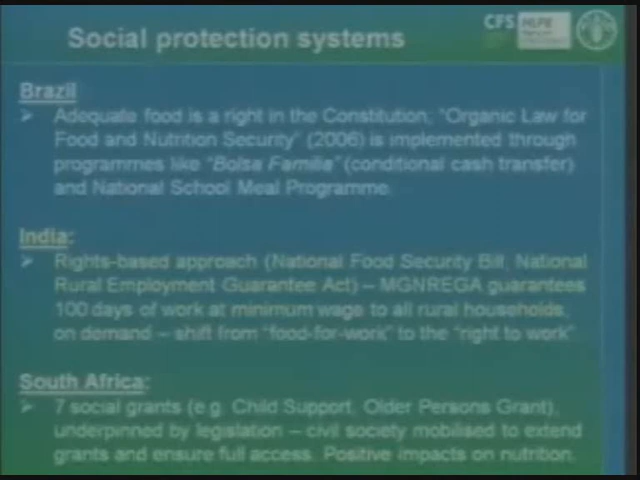 Social protection systems
CFS HLPE
Brazil
➢ Adequate food is a right in the Constitution; "Organic Law for
Food and Nutrition Security" (2006) is implemented through
programmes like "Bolsa Familia" (conditional cash transfer)
and National School Meal Programme.
India:
➢ Rights-based approach (National Food Security Bill, National
Rural Employment Guarantee Act) – MGNREGA guarantees
100 days of work at minimum wage to all rural households,
on demand – shift from "food-for-work" to the "right to work".
South Africa:
➢ 7 social grants (e.g. Child Support, Older Persons Grant),
underpinned by legislation – civil society mobilised to extend
grants and ensure full access. Positive impacts on nutrition.